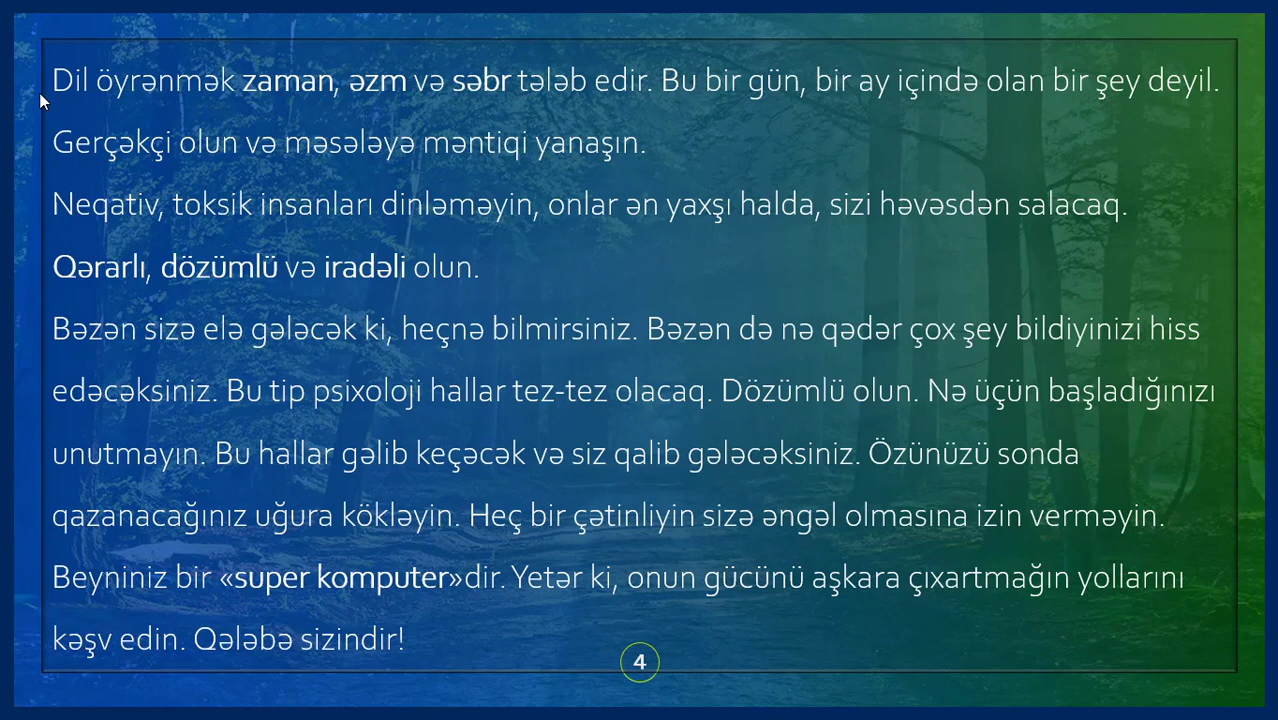 Dil öyrənmək zaman, əzm və səbr tələb edir. Bu bir gün, bir ay içində olan bir şey deyil.
Gerçəkçi olun və məsələyə məntiqi yanaşın.
Neqativ, toksik insanları dinləməyin, onlar ən yaxşı halda, sizi həvəsdən salacaq.
Qərarlı, dözümlü və iradəli olun.
Bəzən sizə elə gələcək ki, heçnə bilmirsiniz. Bəzən də nə qədər çox şey bildiyinizi hiss
edəcəksiniz. Bu tip psixoloji hallar tez-tez olacaq. Dözümlü olun. Nə üçün başladığınızı
unutmayın. Bu hallar gəlib keçəcək və siz qalib gələcəksiniz. Özünüzü sonda
qazanacağınız uğura kökləyin. Heç bir çətinliyin sizə əngəl olmasına izin verməyin.
Beyniniz bir «super komputer»dir. Yetər ki, onun gücünü aşkara çıxartmağın yollarını
kəşv edin. Qələbə sizindir!
4